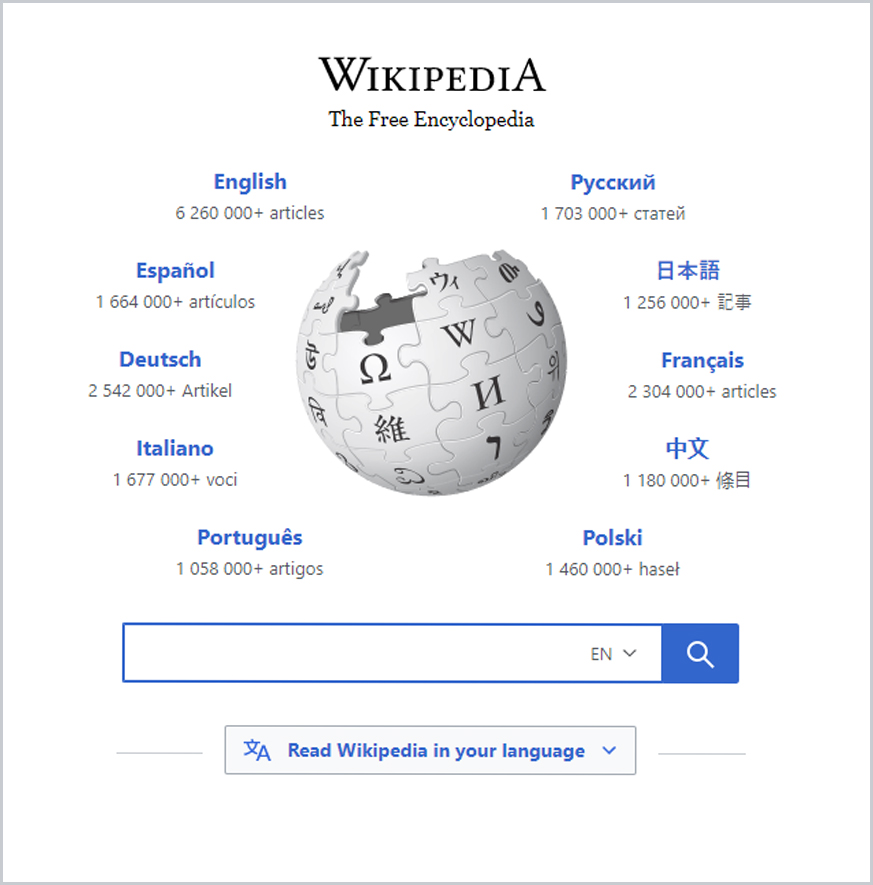 WIKIPEDIA
The Free Encyclopedia
English
6 260 000+ articles
Русский
1 703 000+ статей
Español
1 664 000+ artículos
日本語
1 256 000+ 記事
Deutsch
2 542 000+ Artikel
Français
2 304 000+ articles
Italiano
1 677 000+ voci
中文
1 180 000+ 條目
Português
1 058 000+ artigos
Polski
1 460 000+ haseł
ウィ
W
Ω
И
維
EN
Read Wikipedia in your language